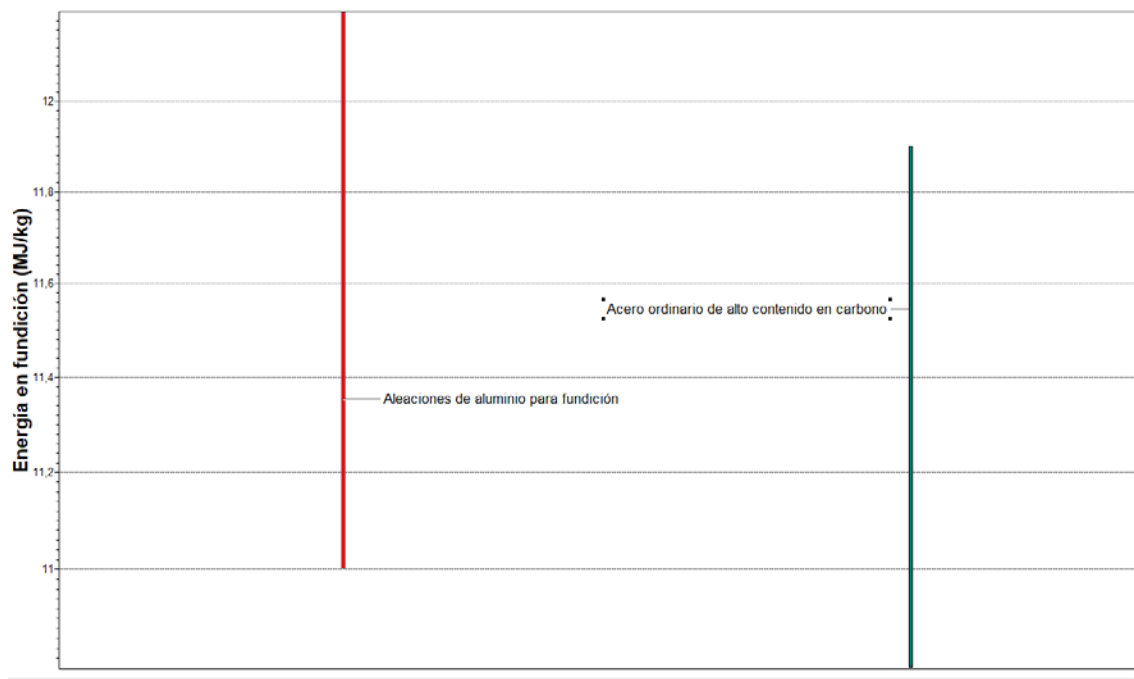 Energía en fundición (MJ/kg)
12
11,8
11,6
11,4
11,2
11
Acero ordinario de alto contenido en carbono
Aleaciones de aluminio para fundición